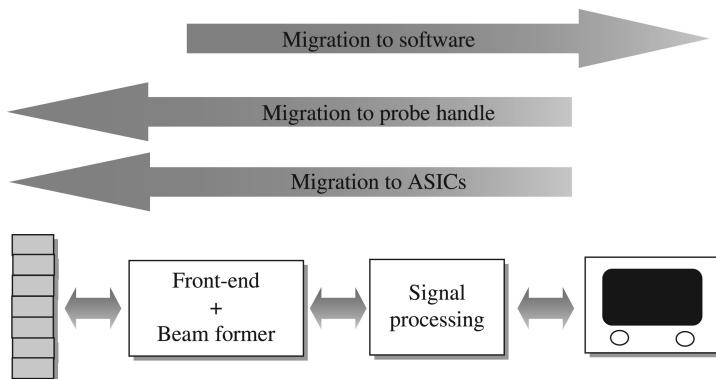 Migration to software
Migration to probe handle
Migration to ASICs
Front-end
+
Beam former
Signal
processing